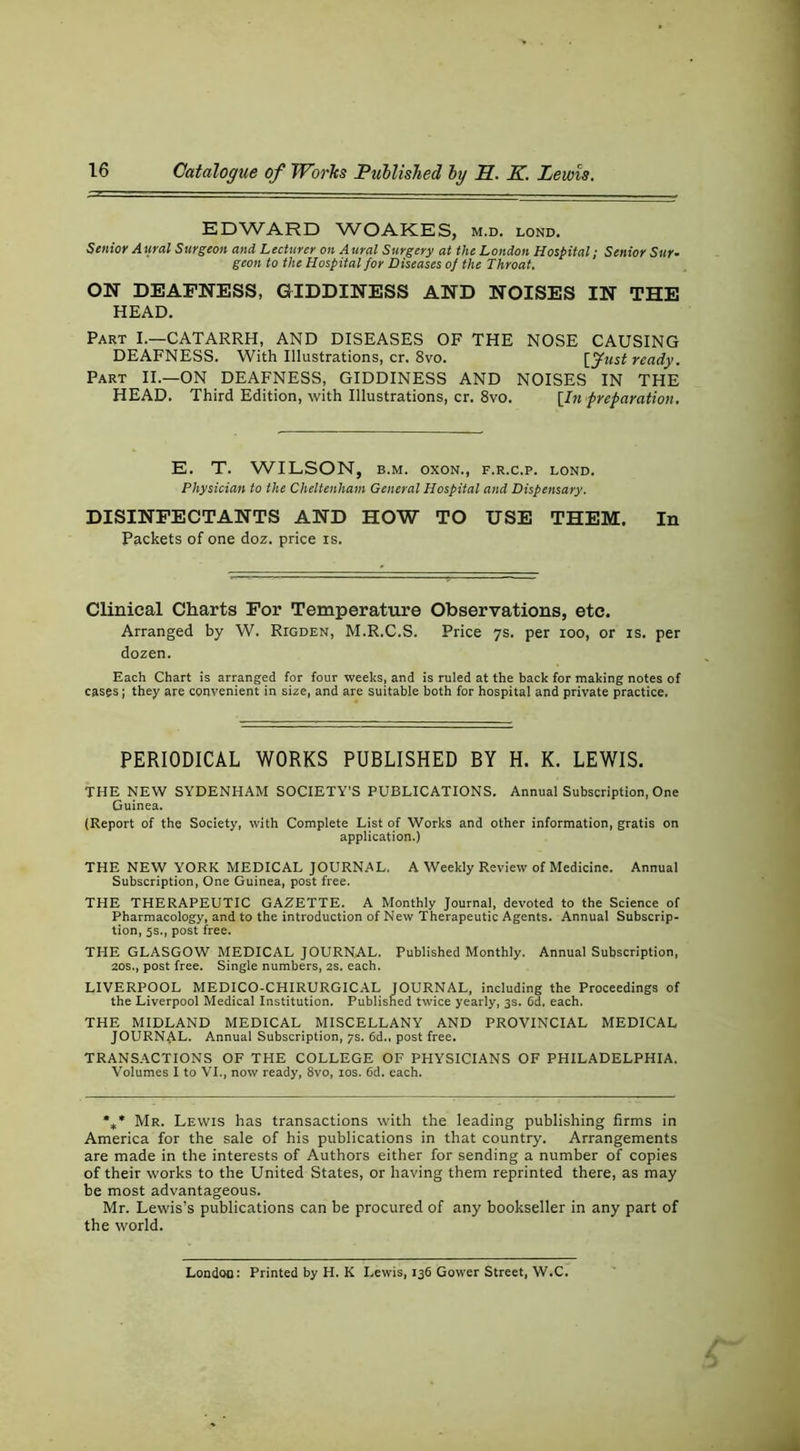 16 Catalogue of Works Published by H. K. Lewis.
EDWARD WOAKES, M.D. LOND.
Senior Aural Surgeon and Lecturer on Aural Surgery at the London Hospital; Senior Sur-
geon to the Hospital for Diseases of the Throat.
ON DEAFNESS, GIDDINESS AND NOISES IN THE
HEAD.
PART I.—CATARRH, AND DISEASES OF THE NOSE CAUSING
DEAFNESS. With Illustrations, cr. 8vo. [Just ready.
PART II.—ON DEAFNESS, GIDDINESS AND NOISES IN THE
HEAD. Third Edition, with Illustrations, cr. 8vo. [In preparation.
E. T. WILSON, B.M. OXON., F.R.C.P. LOND.
Physician to the Cheltenham General Hospital and Dispensary.
DISINFECTANTS AND HOW TO USE THEM. In
Packets of one doz. price 1s.
Clinical Charts For Temperature Observations, etc.
Arranged by W. RIGDEN, M.R.C.S. Price 7s. per 100, or 1s. per
dozen.
Each Chart is arranged for four weeks, and is ruled at the back for making notes of
cases; they are convenient in size, and are suitable both for hospital and private practice.
PERIODICAL WORKS PUBLISHED BY H. K. LEWIS.
THE NEW SYDENHAM SOCIETY'S PUBLICATIONS. Annual Subscription, One
Guinea.
(Report of the Society, with Complete List of Works and other information, gratis on
application.)
THE NEW YORK MEDICAL JOURNAL. A Weekly Review of Medicine. Annual
Subscription, One Guinea, post free.
THE THERAPEUTIC GAZETTE. A Monthly Journal, devoted to the Science of
Pharmacology, and to the introduction of New Therapeutic Agents. Annual Subscrip-
tion, 5s., post free.
THE GLASGOW MEDICAL JOURNAL. Published Monthly. Annual Subscription,
20s., post free. Single numbers, 2s. each.
LIVERPOOL MEDICO-CHIRURGICAL JOURNAL, including the Proceedings of
the Liverpool Medical Institution. Published twice yearly, 3s. 6d. each.
THE MIDLAND MEDICAL MISCELLANY AND PROVINCIAL MEDICAL
JOURNAL. Annual Subscription, 7s. 6d., post free.
TRANSACTIONS OF THE COLLEGE OF PHYSICIANS OF PHILADELPHIA.
Volumes I to VI., now ready, 8vo, 10s. 6d. each.
*⁎* MR. LEWIS has transactions with the leading publishing firms in
America for the sale of his publications in that country. Arrangements
are made in the interests of Authors either for sending a number of copies
of their works to the United States, or having them reprinted there, as may
be most advantageous.
Mr. Lewis's publications can be procured of any bookseller in any part of
the world.
London: Printed by H. K Lewis, 136 Gower Street, W.C.